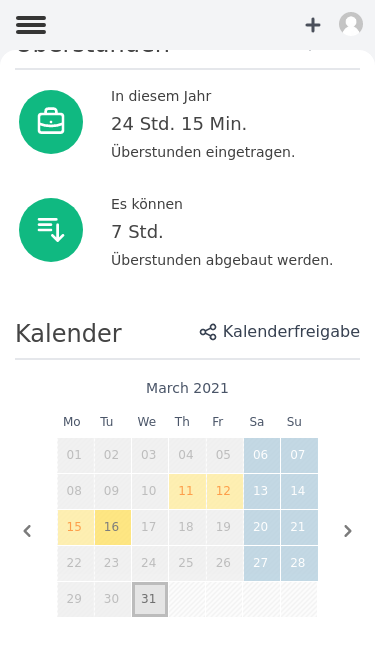 Überstunden
In diesem Jahr
24 Std. 15 Min.
Überstunden eingetragen.
Es können
7 Std.
Überstunden abgebaut werden.
Kalender
Kalenderfreigabe
March 2021
Mo Tu We Th Fr Sa Su
01 02 03 04 05 06 07
08 09 10 11 12 13 14
15 16 17 18 19 20 21
22 23 24 25 26 27 28
29 30 31